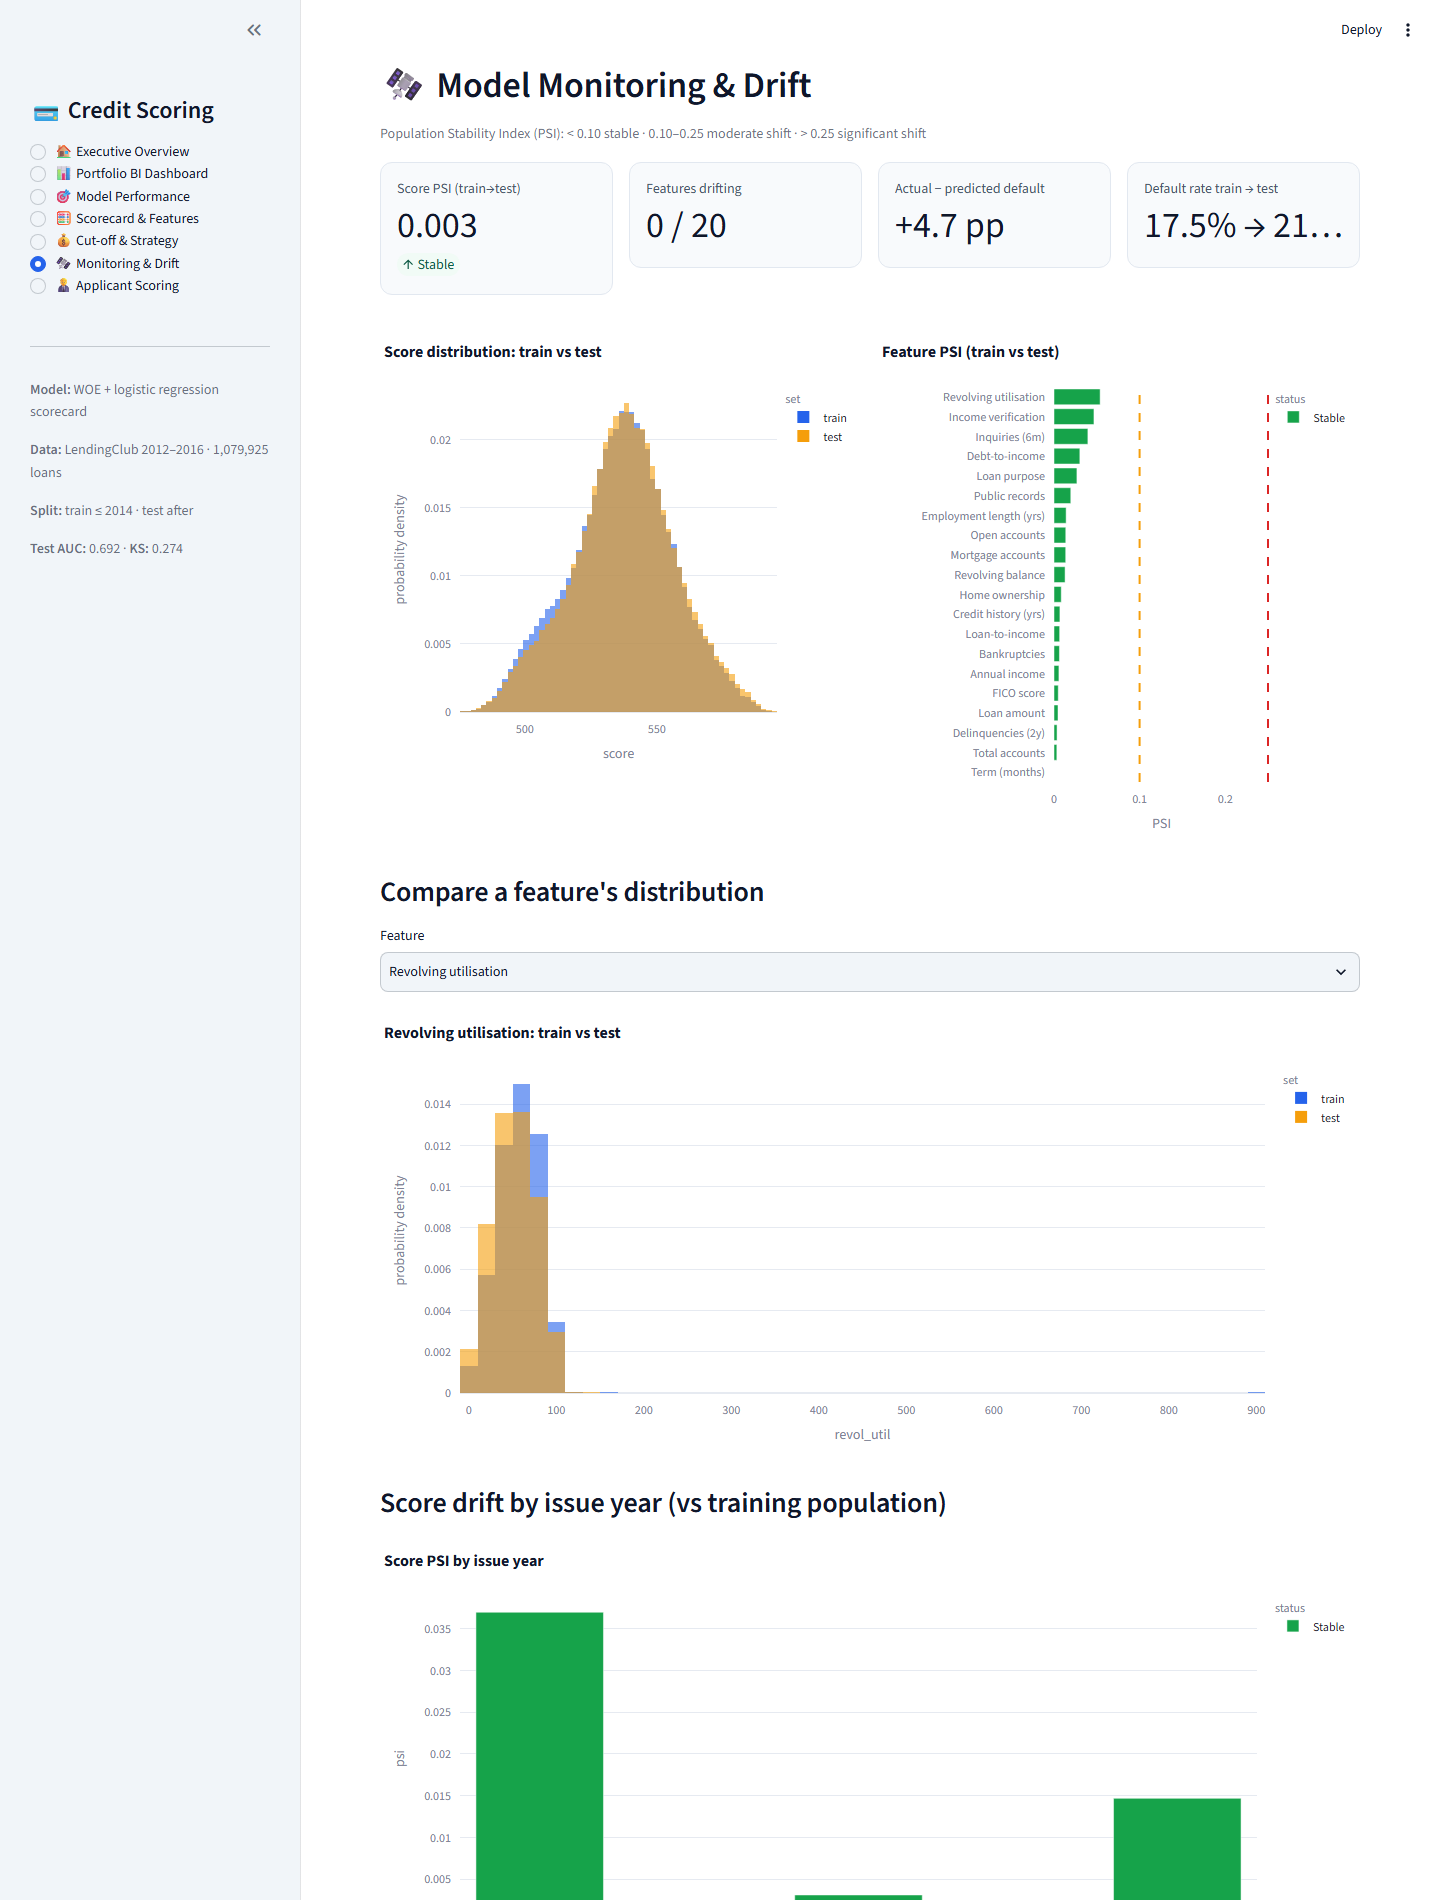 Deploy
Credit Scoring
Executive Overview
Portfolio BI Dashboard
Model Performance
Scorecard & Features
Cut-off & Strategy
Monitoring & Drift
Applicant Scoring
Model: WOE + logistic regression
scorecard
Data: LendingClub 2012–2016 · 1,079,925
loans
Split: train ≤ 2014 · test after
Test AUC: 0.692 · KS: 0.274
Model Monitoring & Drift
Population Stability Index (PSI): < 0.10 stable · 0.10–0.25 moderate shift · > 0.25 significant shift
Score PSI (train→test)
0.003
↑ Stable
Features drifting
0 / 20
Actual − predicted default
+4.7 pp
Default rate train → test
17.5% → 21…
Score distribution: train vs test
set
train
test
0.02
0.015
0.01
0.005
0
probability density
500
550
score
Feature PSI (train vs test)
status
Stable
Revolving utilisation
Income verification
Inquiries (6m)
Debt-to-income
Loan purpose
Public records
Employment length (yrs)
Open accounts
Mortgage accounts
Revolving balance
Home ownership
Credit history (yrs)
Loan-to-income
Bankruptcies
Annual income
FICO score
Loan amount
Delinquencies (2y)
Total accounts
Term (months)
0
0.1
0.2
PSI
Compare a feature's distribution
Feature
Revolving utilisation
Revolving utilisation: train vs test
set
train
test
0.014
0.012
0.01
0.008
0.006
0.004
0.002
0
probability density
0
100
200
300
400
500
600
700
800
900
revol_util
Score drift by issue year (vs training population)
Score PSI by issue year
status
Stable
0.035
0.03
0.025
0.02
0.015
0.01
0.005
psi